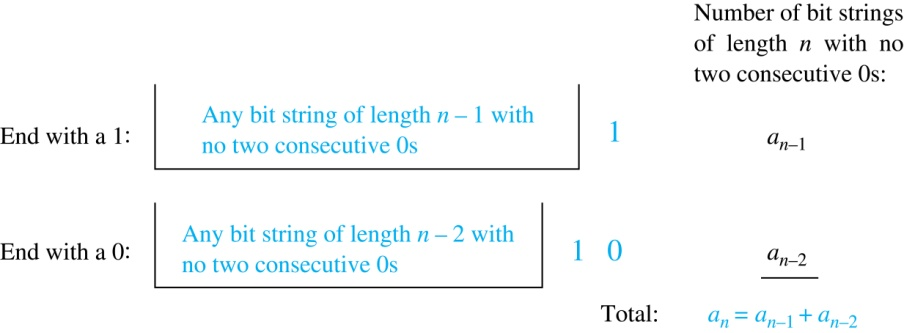 Number of bit strings
of length n with no
two consecutive 0s:
End with a 1:
Any bit string of length n – 1 with
no two consecutive 0s
1
aₙ₋₁
End with a 0:
Any bit string of length n – 2 with
no two consecutive 0s
1 0
aₙ₋₂
Total: aₙ = aₙ₋₁ + aₙ₋₂